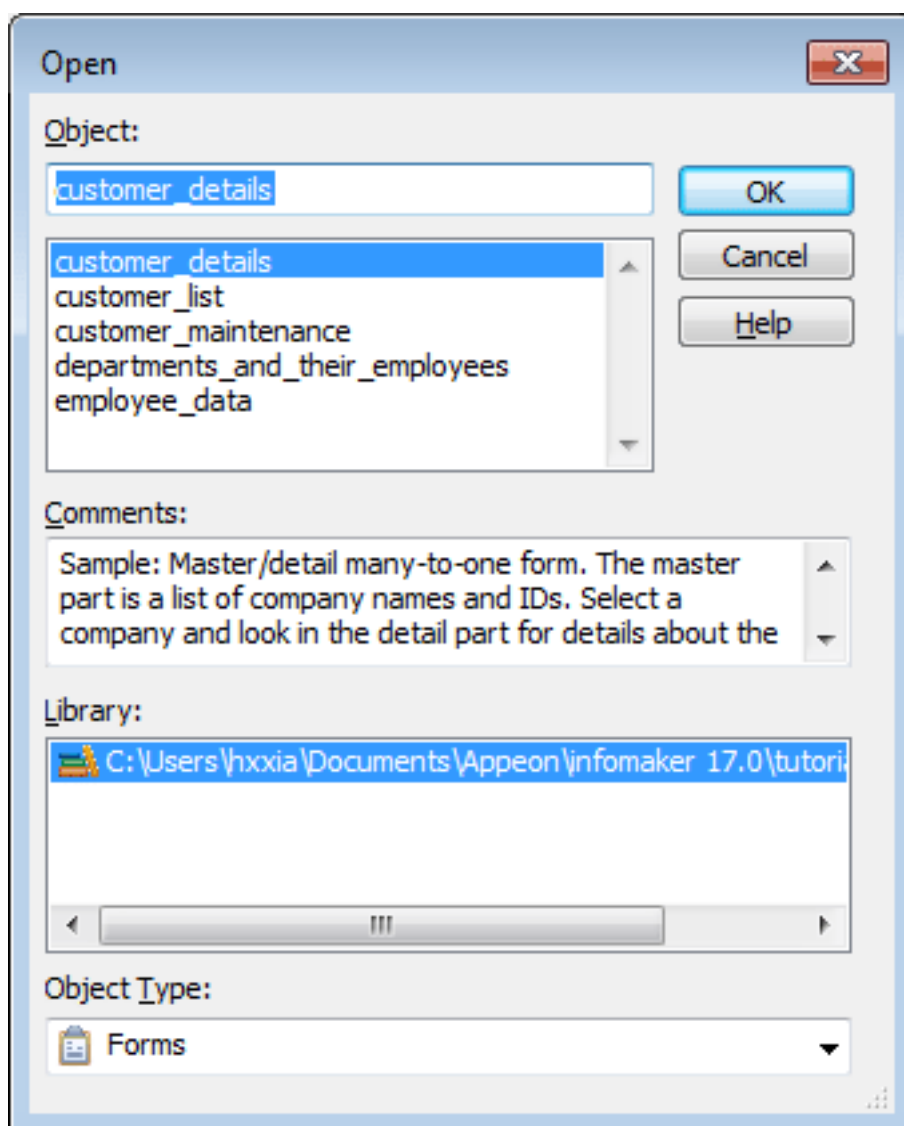 Open
Object:
customer_details
OK
customer_details
customer_list
customer_maintenance
departments_and_their_employees
employee_data
Cancel
Help
Comments:
Sample: Master/detail many-to-one form. The master
part is a list of company names and IDs. Select a
company and look in the detail part for details about the
Library:
C:\Users\hxxia\Documents\Appeon\infomaker 17.0\tutoria
Object Type:
Forms